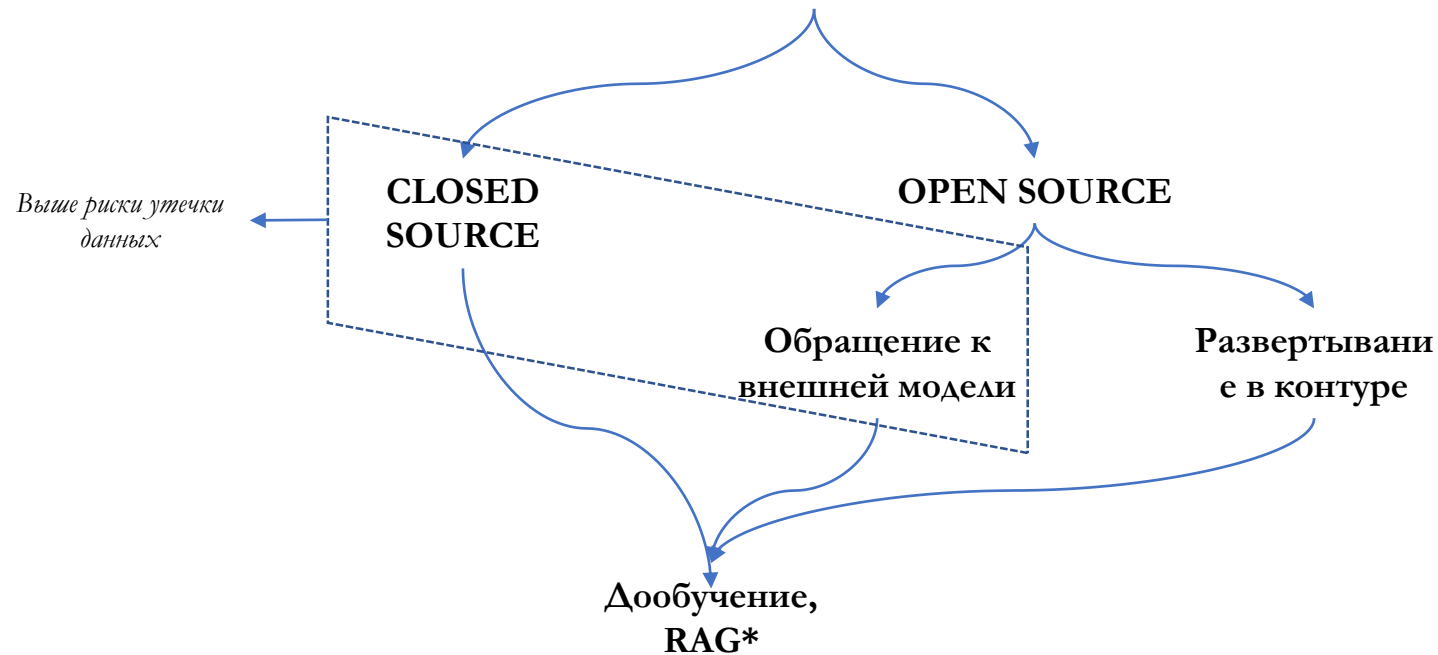 CLOSED
SOURCE
OPEN SOURCE
Выше риски утечки
данных
Обращение к
внешней модели
Развертывани
е в контуре
Дообучение,
RAG*